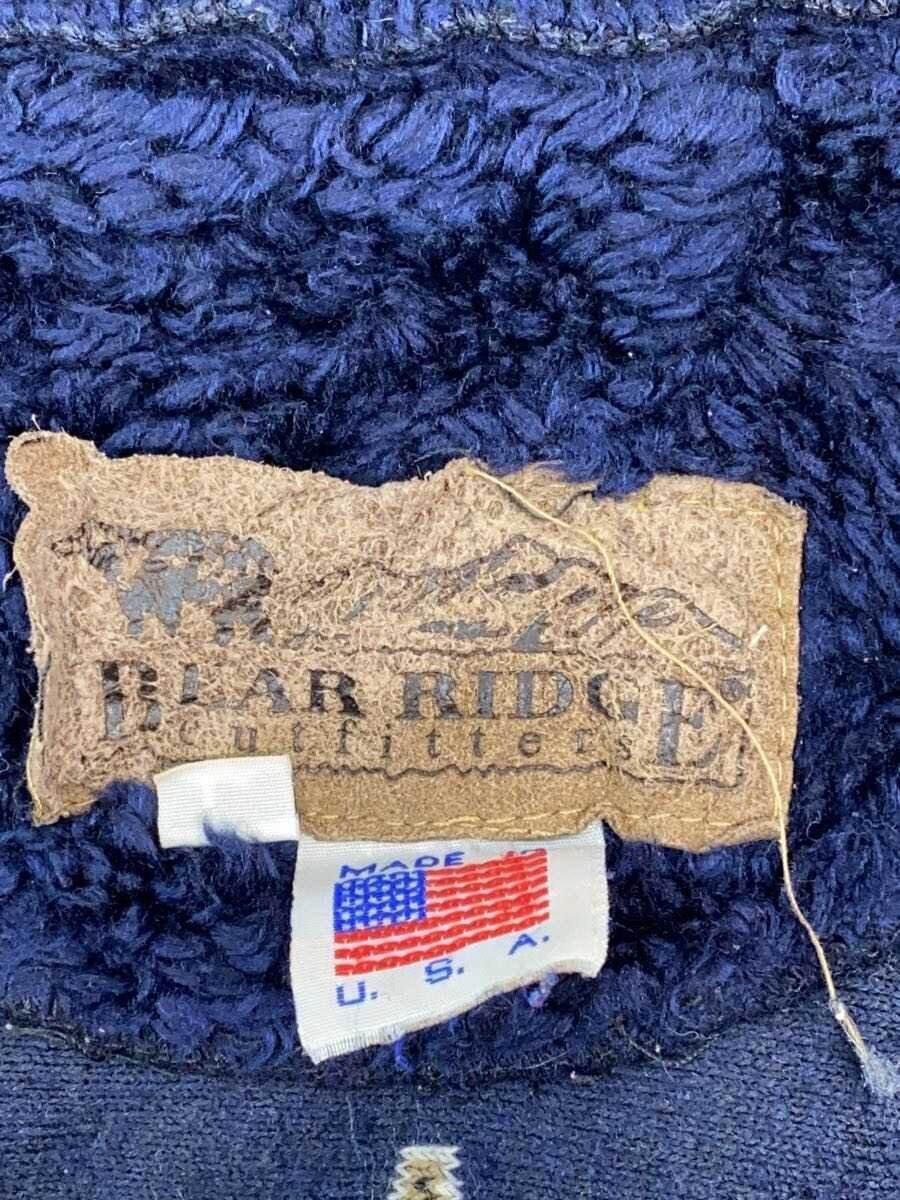 BEAR RIDGE
Outfitters
MADE IN
U. S. A.